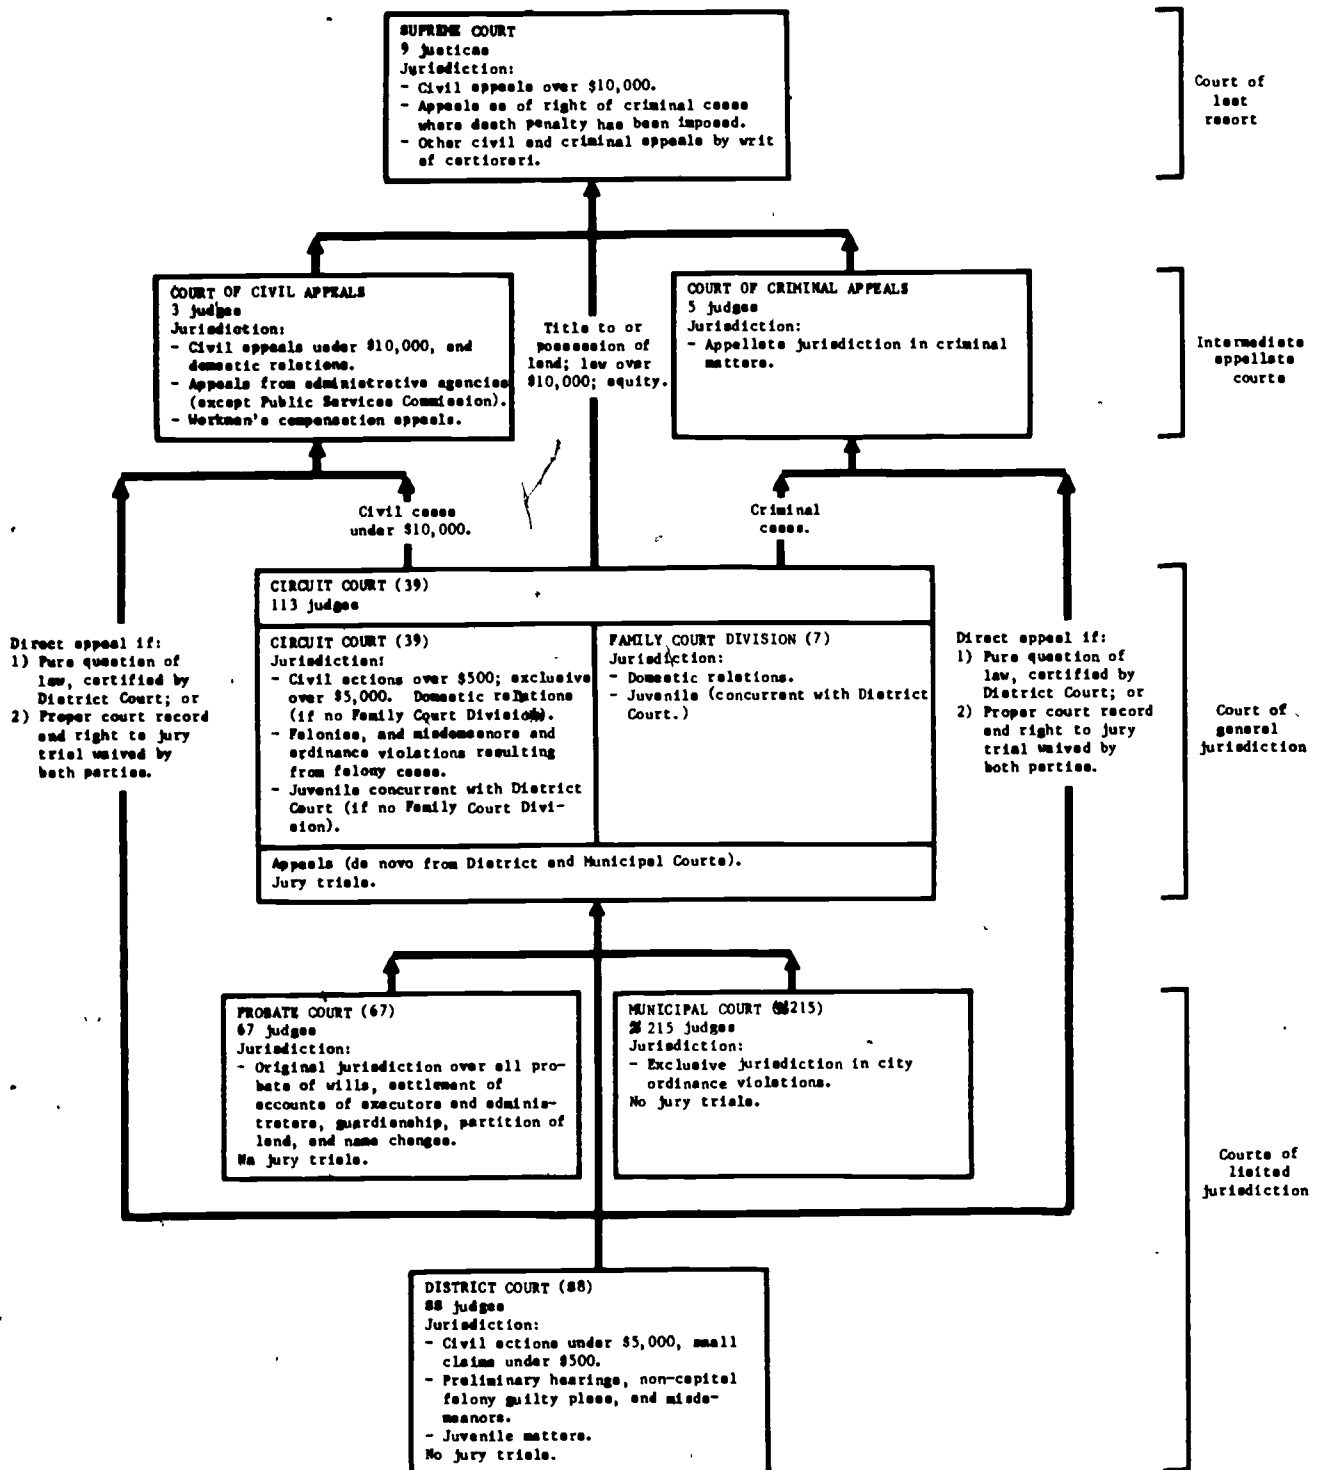 SUPREME COURT
9 justices
Jurisdiction:
- Civil appeals over $10,000.
- Appeals as of right of criminal cases
where death penalty has been imposed.
- Other civil and criminal appeals by writ
of certiorari.
Court of
last
resort
COURT OF CIVIL APPEALS
3 judges
Jurisdiction:
- Civil appeals under $10,000, and
domestic relations.
- Appeals from administrative agencies
(except Public Services Commission).
- Workmen's compensation appeals.
Title to or
possession of
land; law over
$10,000; equity.
COURT OF CRIMINAL APPEALS
5 judges
Jurisdiction:
- Appellate jurisdiction in criminal
matters.
Intermediate
appellate
courts
Civil cases
under $10,000.
Criminal
cases.
CIRCUIT COURT (39)
113 judges
CIRCUIT COURT (39)
Jurisdiction:
- Civil actions over $500; exclusive
over $5,000. Domestic relations
(if no Family Court Division).
- Felonies, and misdemeanors and
ordinance violations resulting
from felony cases.
- Juvenile concurrent with District
Court (if no Family Court Divi-
sion).
FAMILY COURT DIVISION (7)
Jurisdiction:
- Domestic relations.
- Juvenile (concurrent with District
Court.)
Appeals (de novo from District and Municipal Courts).
Jury trials.
Direct appeal if:
1) Pure question of
law, certified by
District Court; or
2) Proper court record
and right to jury
trial waived by
both parties.
Direct appeal if:
1) Pure question of
law, certified by
District Court; or
2) Proper court record
and right to jury
trial waived by
both parties.
Court of
general
jurisdiction
PROBATE COURT (67)
67 judges
Jurisdiction:
- Original jurisdiction over all pro-
bate of wills, settlement of
accounts of executors and adminis-
trators, guardianship, partition of
land, and name changes.
No jury trials.
MUNICIPAL COURT (215)
215 judges
Jurisdiction:
- Exclusive jurisdiction in city
ordinance violations.
No jury trials.
Courts of
limited
jurisdiction
DISTRICT COURT (88)
88 judges
Jurisdiction:
- Civil actions under $5,000, small
claims under $500.
- Preliminary hearings, non-capital
felony guilty pleas, and misde-
meanors.
- Juvenile matters.
No jury trials.